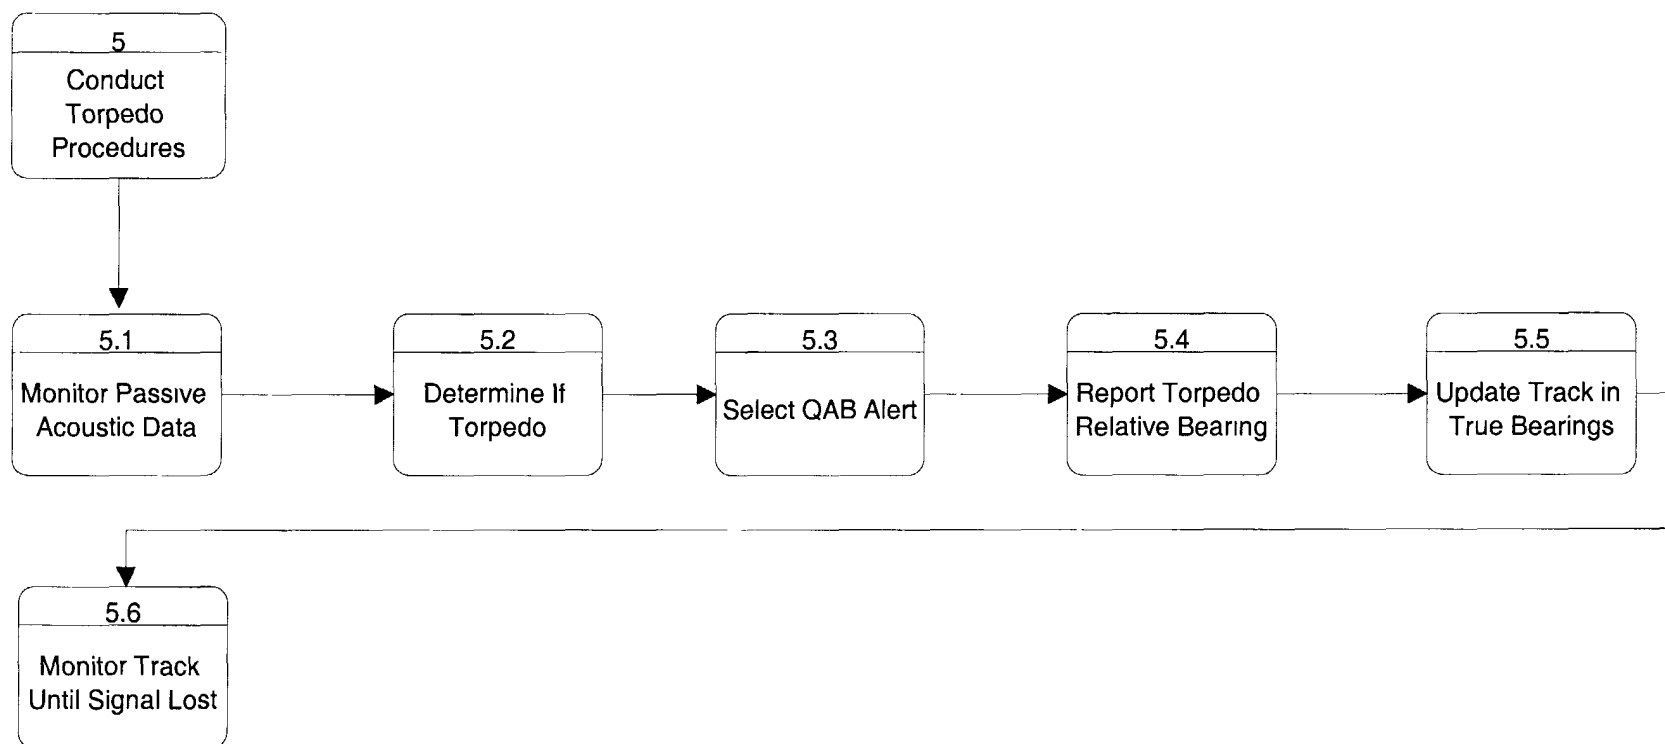 5
Conduct
Torpedo
Procedures
5.1
Monitor Passive
Acoustic Data
5.2
Determine If
Torpedo
5.3
Select QAB Alert
5.4
Report Torpedo
Relative Bearing
5.5
Update Track in
True Bearings
5.6
Monitor Track
Until Signal Lost